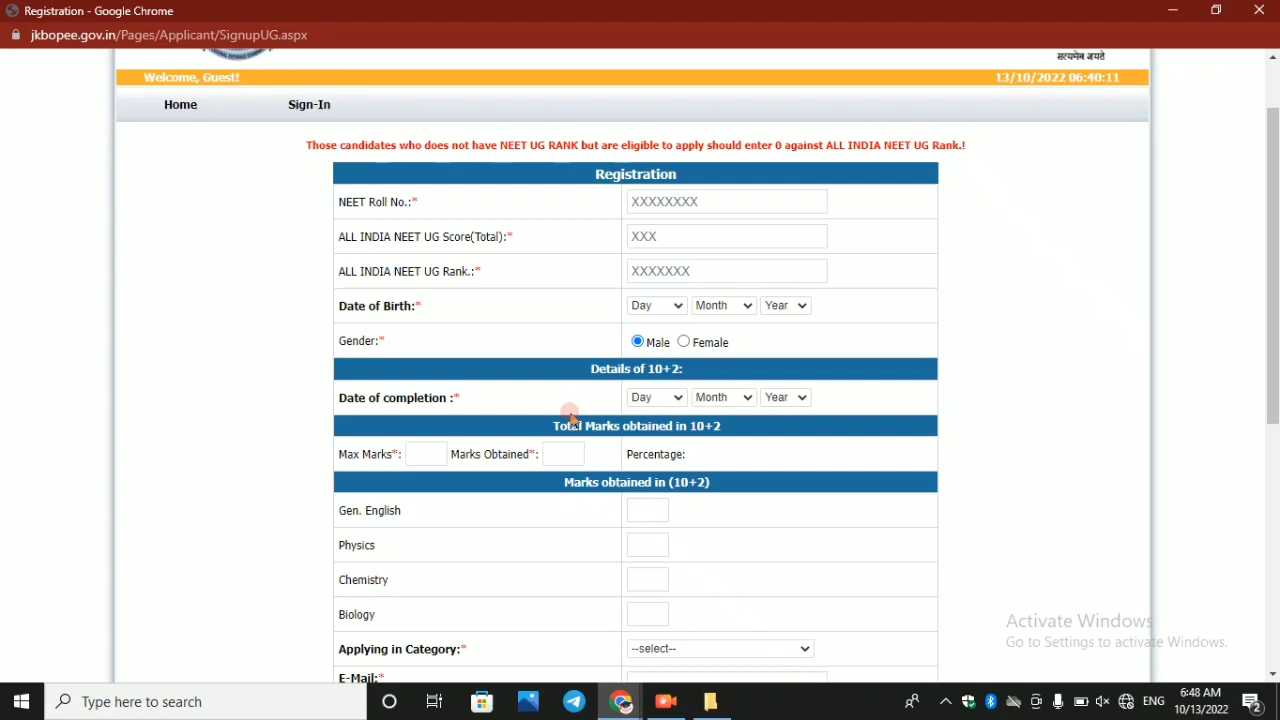 Registration - Google Chrome
jkbopee.gov.in/Pages/Applicant/SignupUG.aspx
सत्यमेव जयते
Welcome, Guest!
13/10/2022 06:40:11
Home Sign-In
Those candidates who does not have NEET UG RANK but are eligible to apply should enter 0 against ALL INDIA NEET UG Rank.!
Registration
NEET Roll No.:* XXXXXXXX
ALL INDIA NEET UG Score(Total):* XXX
ALL INDIA NEET UG Rank.:* XXXXXXX
Date of Birth:* Day Month Year
Gender:* Male Female
Details of 10+2:
Date of completion :* Day Month Year
Total Marks obtained in 10+2
Max Marks*: Marks Obtained*: Percentage:
Marks obtained in (10+2)
Gen. English
Physics
Chemistry
Biology
Applying in Category:* --select--
E-Mail:*
Activate Windows
Go to Settings to activate Windows.
Type here to search
ENG
6:48 AM
10/13/2022
2